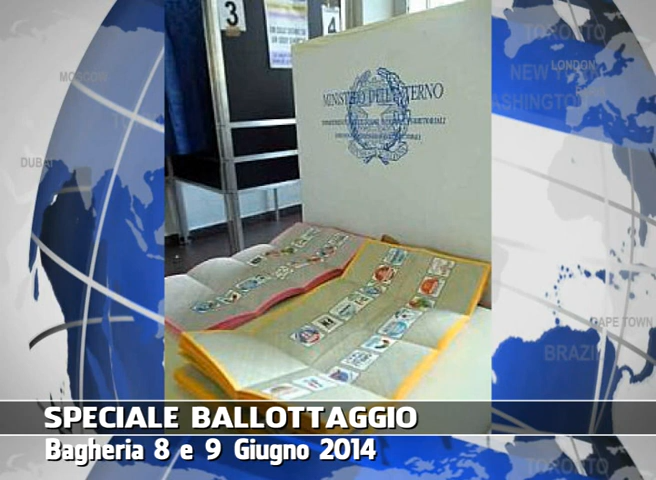 3
4
MOSCOW
DUBAI
TORONTO
LONDON
NEW YORK
WASHINGTON
MINISTERO DELL'INTERNO
CAPE TOWN
BRAZIL
SPECIALE BALLOTTAGGIO
Bagheria 8 e 9 Giugno 2014
TORONTO